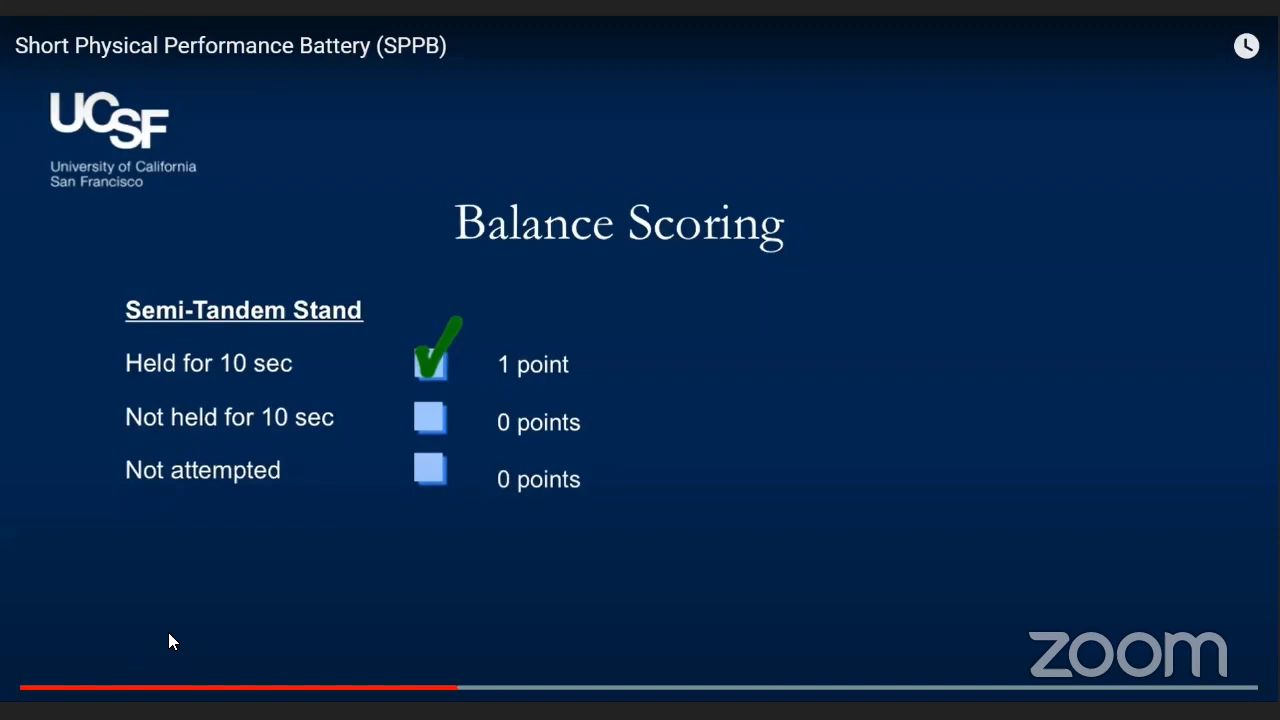 Short Physical Performance Battery (SPPB)
UCSF
University of California
San Francisco
Balance Scoring
Semi-Tandem Stand
Held for 10 sec 1 point
Not held for 10 sec 0 points
Not attempted 0 points
zoom